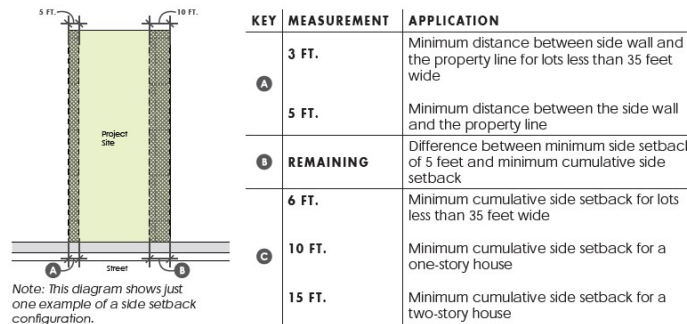 5 FT.
10 FT.
Project
Site
Street
A
B
Note: This diagram shows just
one example of a side setback
configuration.
KEY MEASUREMENT APPLICATION
A
3 FT.
Minimum distance between side wall and
the property line for lots less than 35 feet
wide
5 FT.
Minimum distance between the side wall
and the property line
B
REMAINING
Difference between minimum side setback
of 5 feet and minimum cumulative side
setback
C
6 FT.
Minimum cumulative side setback for lots
less than 35 feet wide
10 FT.
Minimum cumulative side setback for a
one-story house
15 FT.
Minimum cumulative side setback for a
two-story house